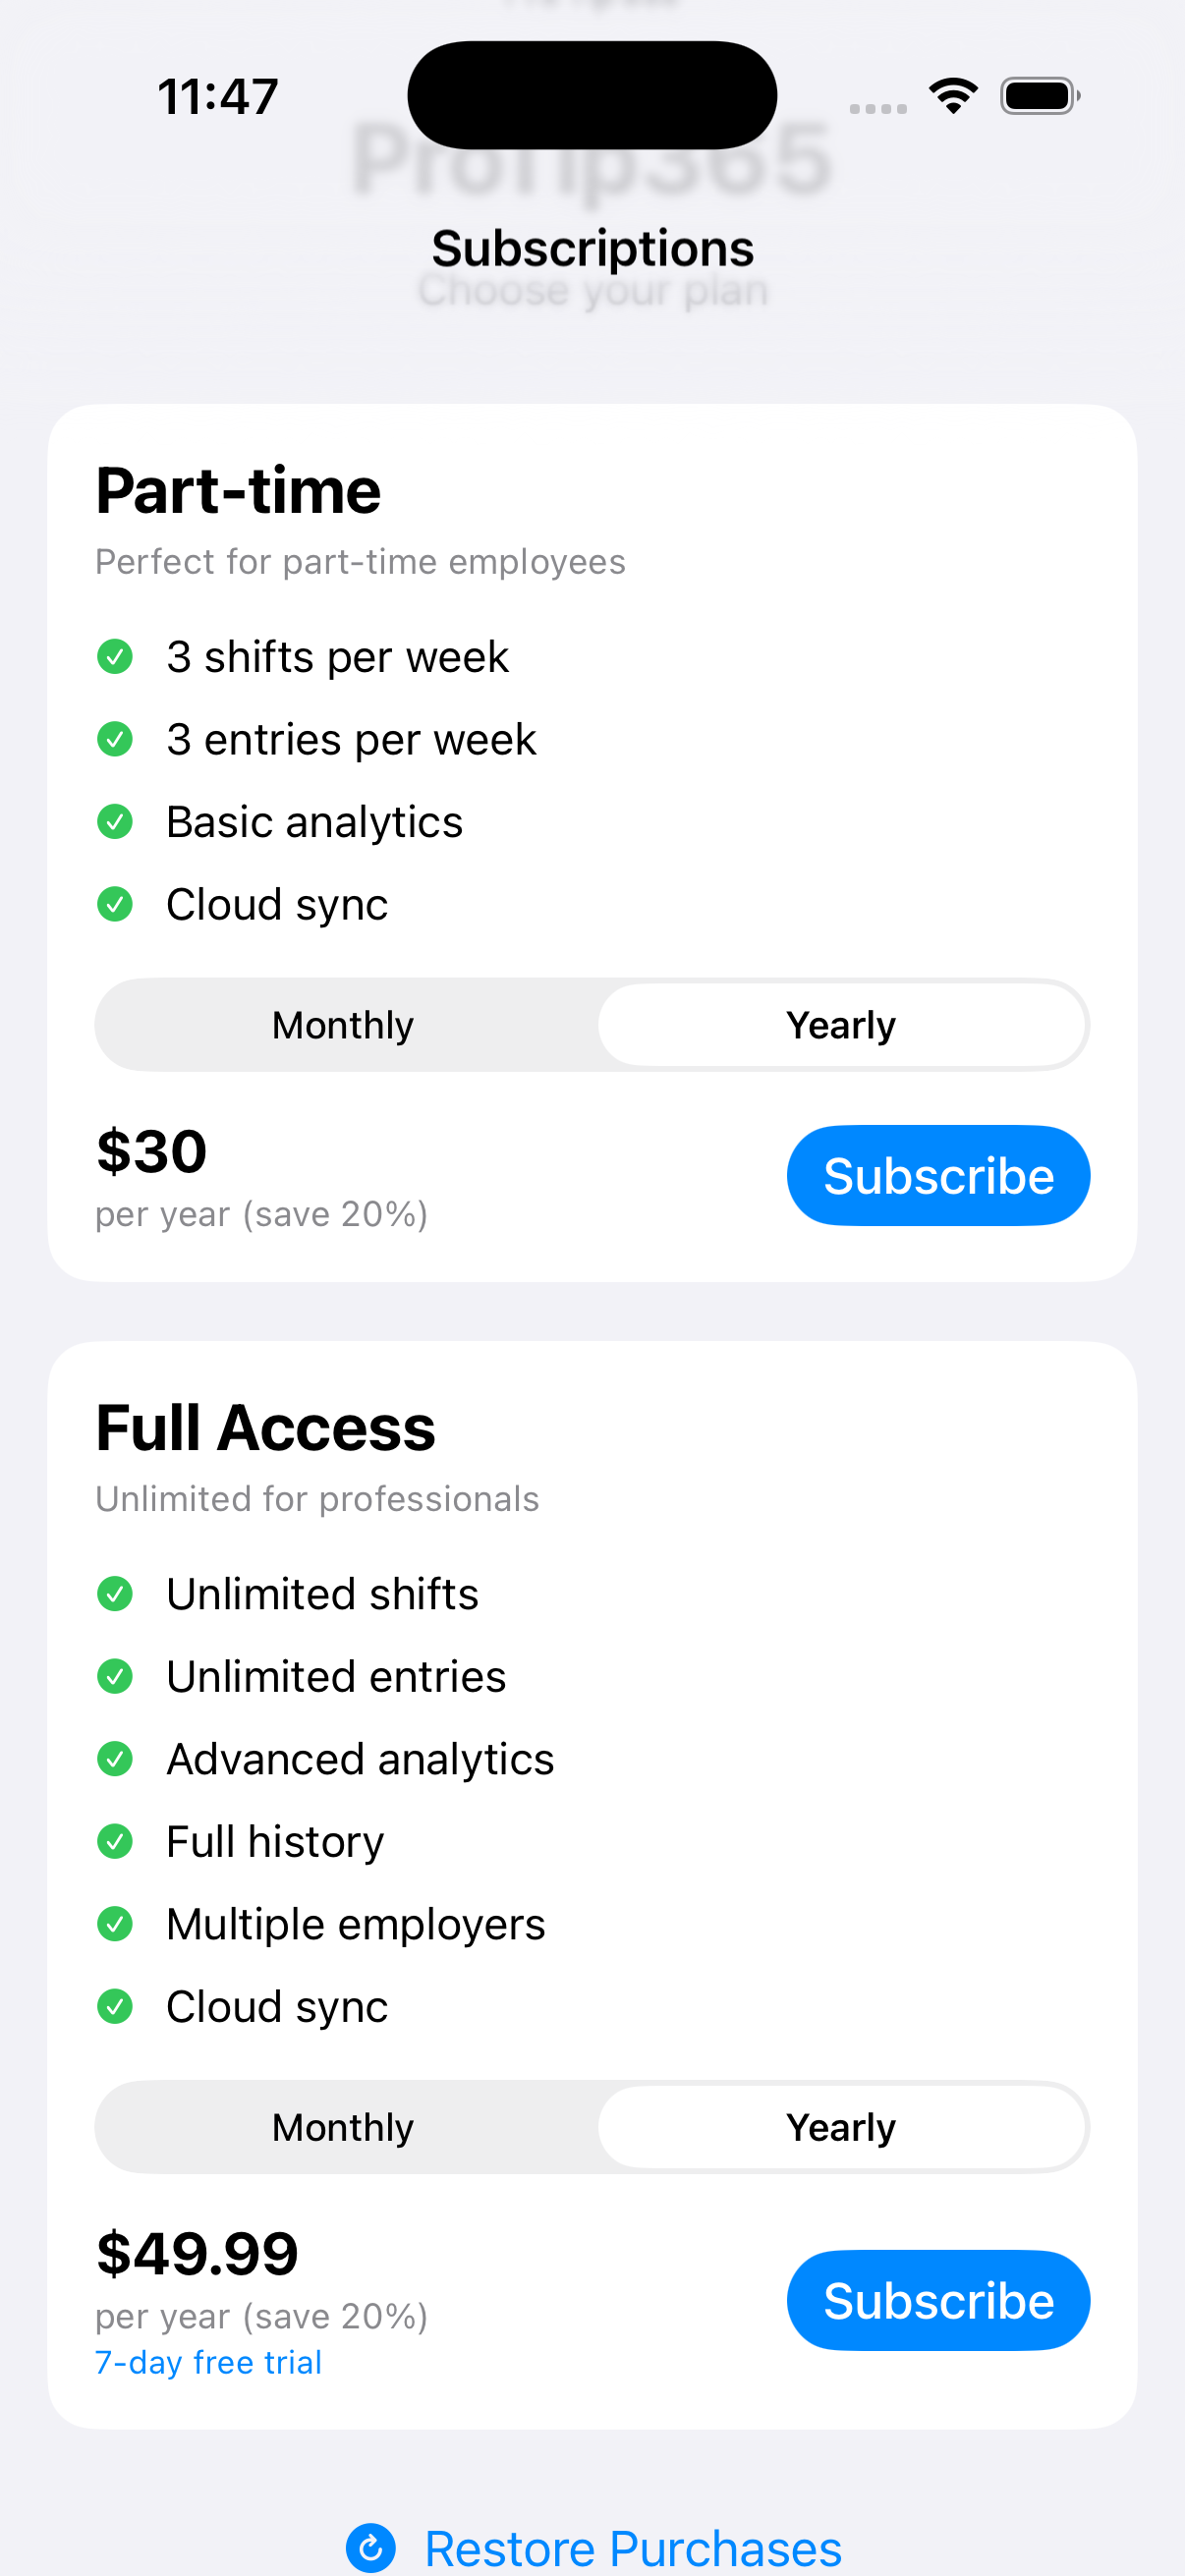 11:47
ProTip365
Subscriptions
Choose your plan
Part-time
Perfect for part-time employees
3 shifts per week
3 entries per week
Basic analytics
Cloud sync
Monthly
Yearly
$30
per year (save 20%)
Subscribe
Full Access
Unlimited for professionals
Unlimited shifts
Unlimited entries
Advanced analytics
Full history
Multiple employers
Cloud sync
Monthly
Yearly
$49.99
per year (save 20%)
7-day free trial
Subscribe
Restore Purchases